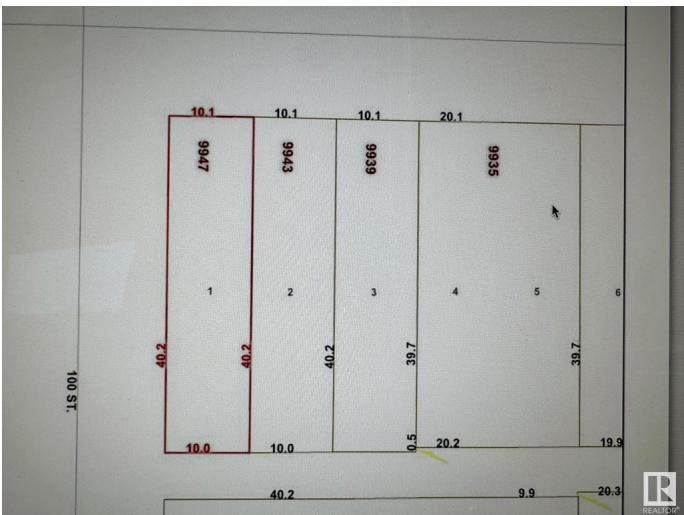 10.1 10.1 10.1 20.1
9947 9943 9939 9935
1 2 3 4 5 6
40.2 40.2 40.2 39.7 39.7
100 ST.
10.0 10.0 0.5 20.2 19.9
40.2 9.9 20.3
R
REALTOR®